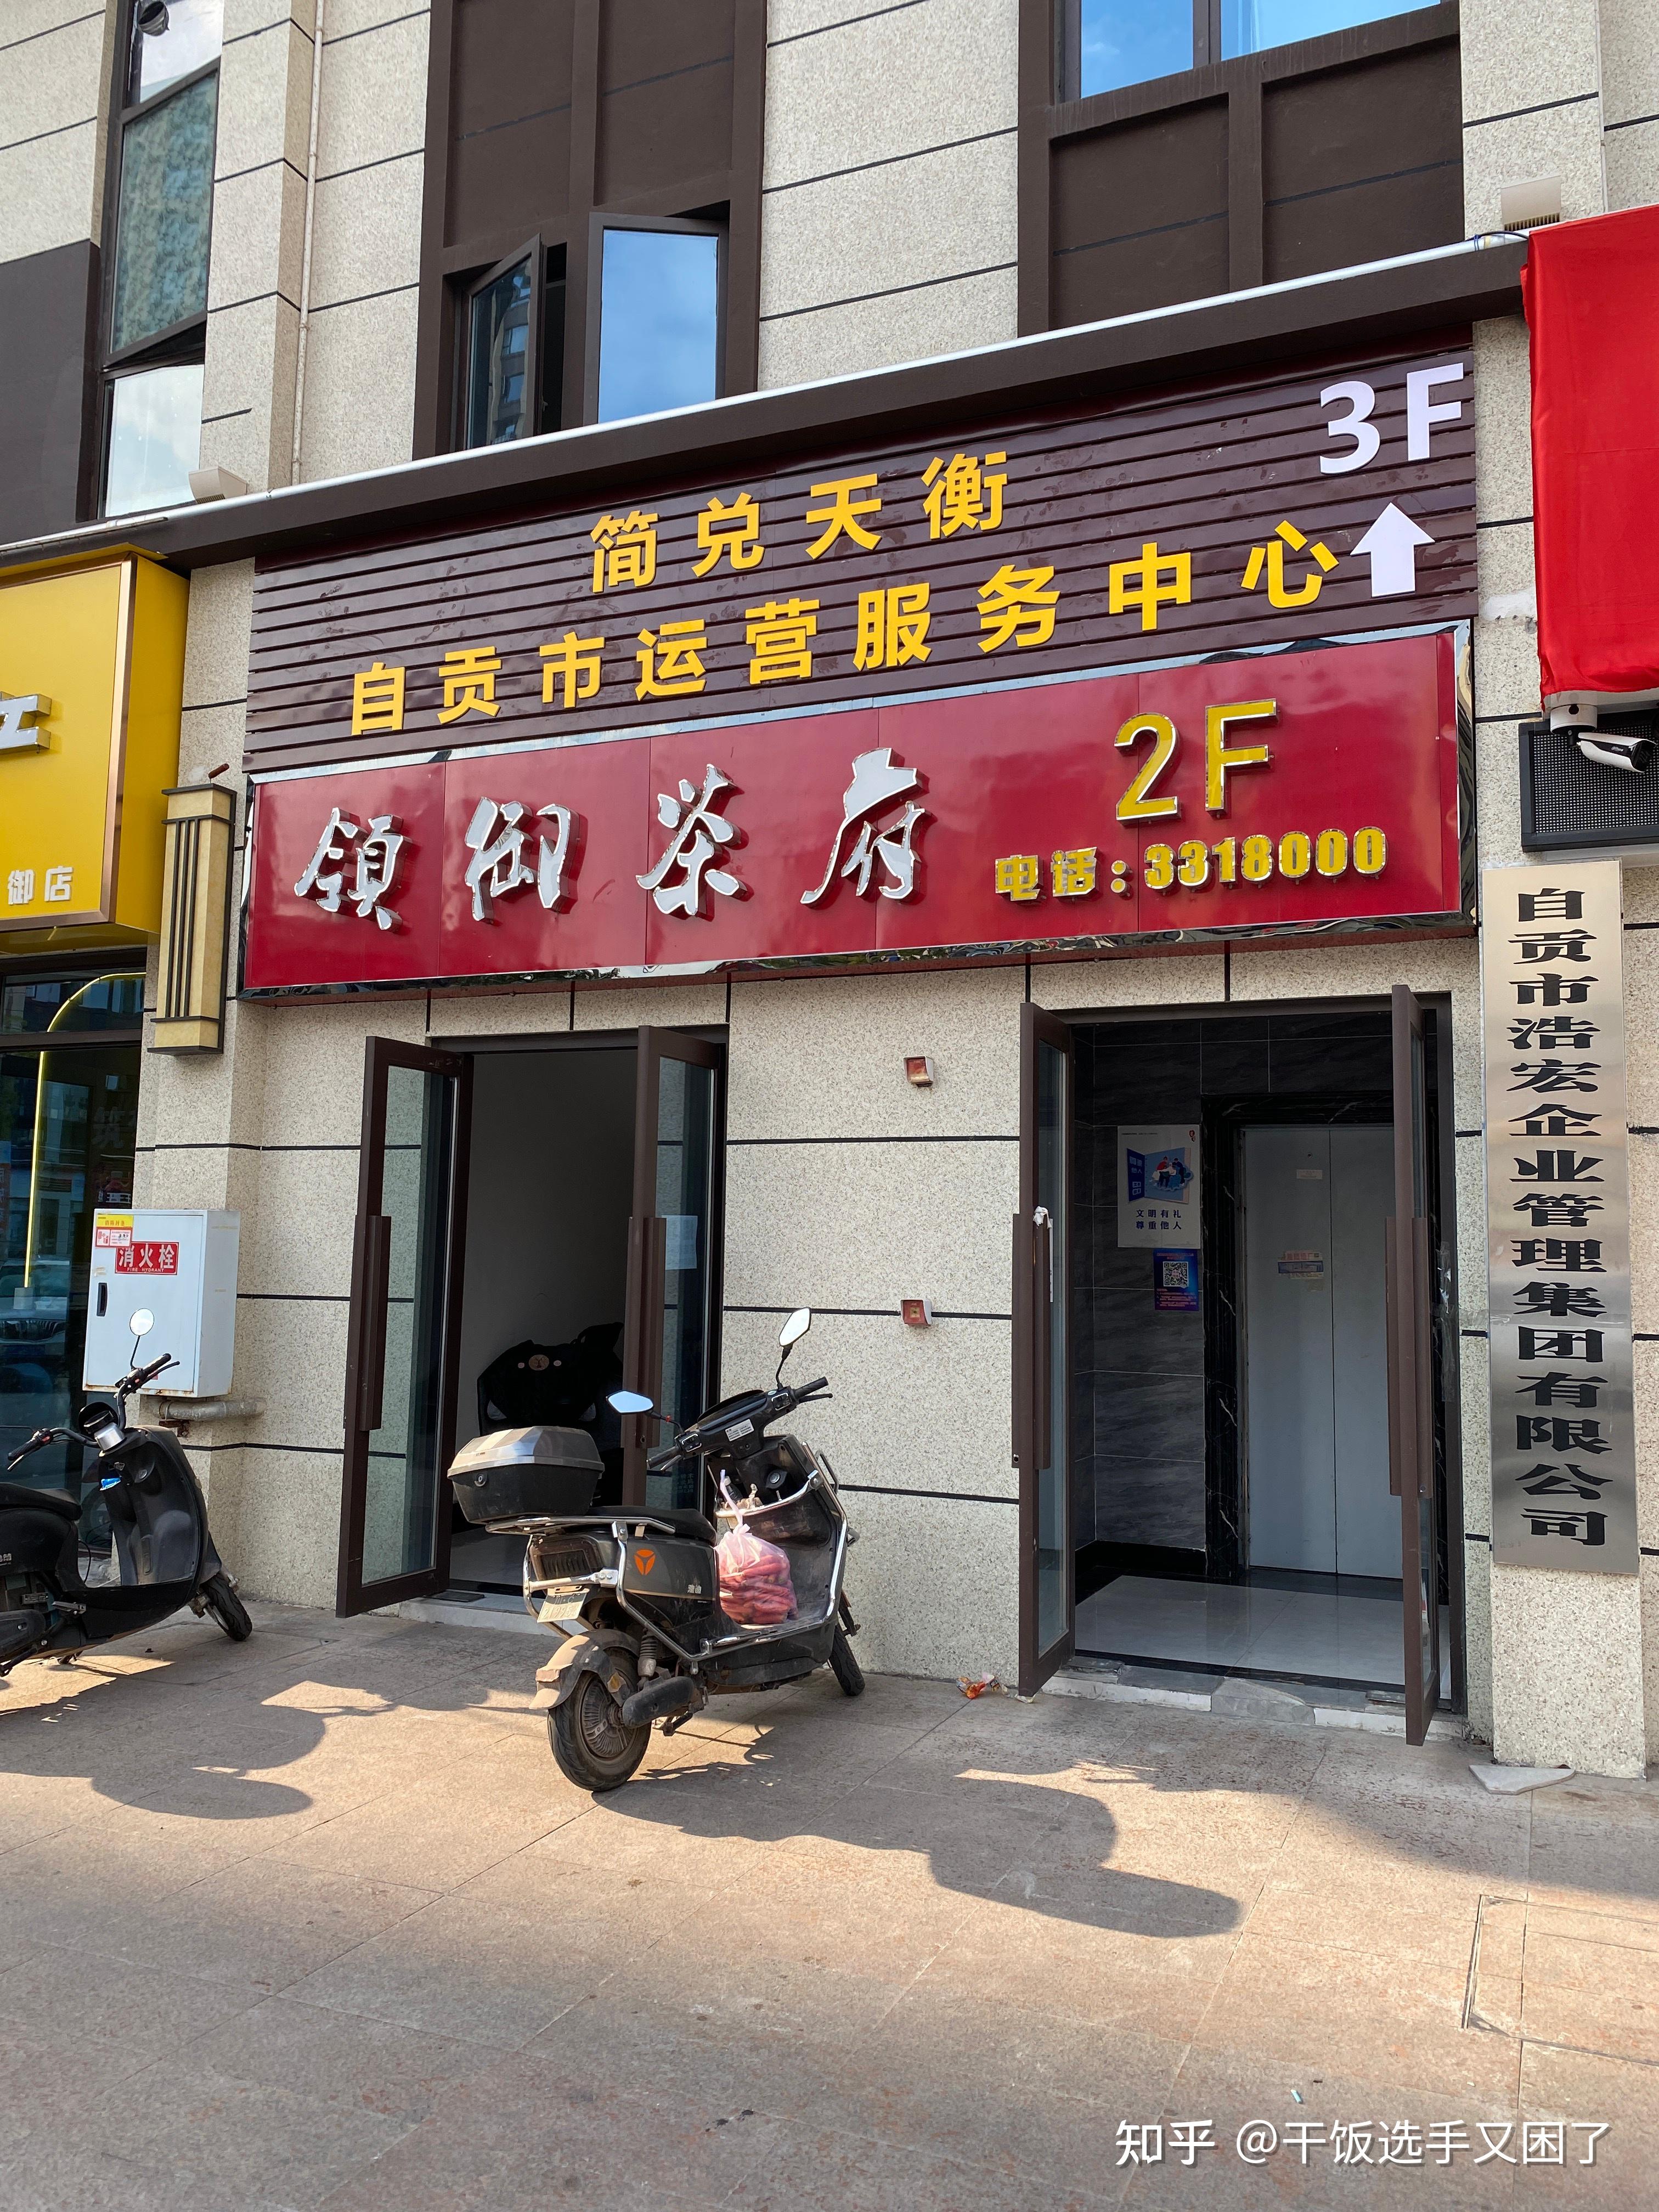 简兑天衡
3F
自贡市运营服务中心
领御茶府
2F
电话：3318000
御店
自贡市浩宏企业管理集团有限公司
消火栓
FIRE HYDRANT
文明有礼
尊重他人
知乎 @干饭选手又困了